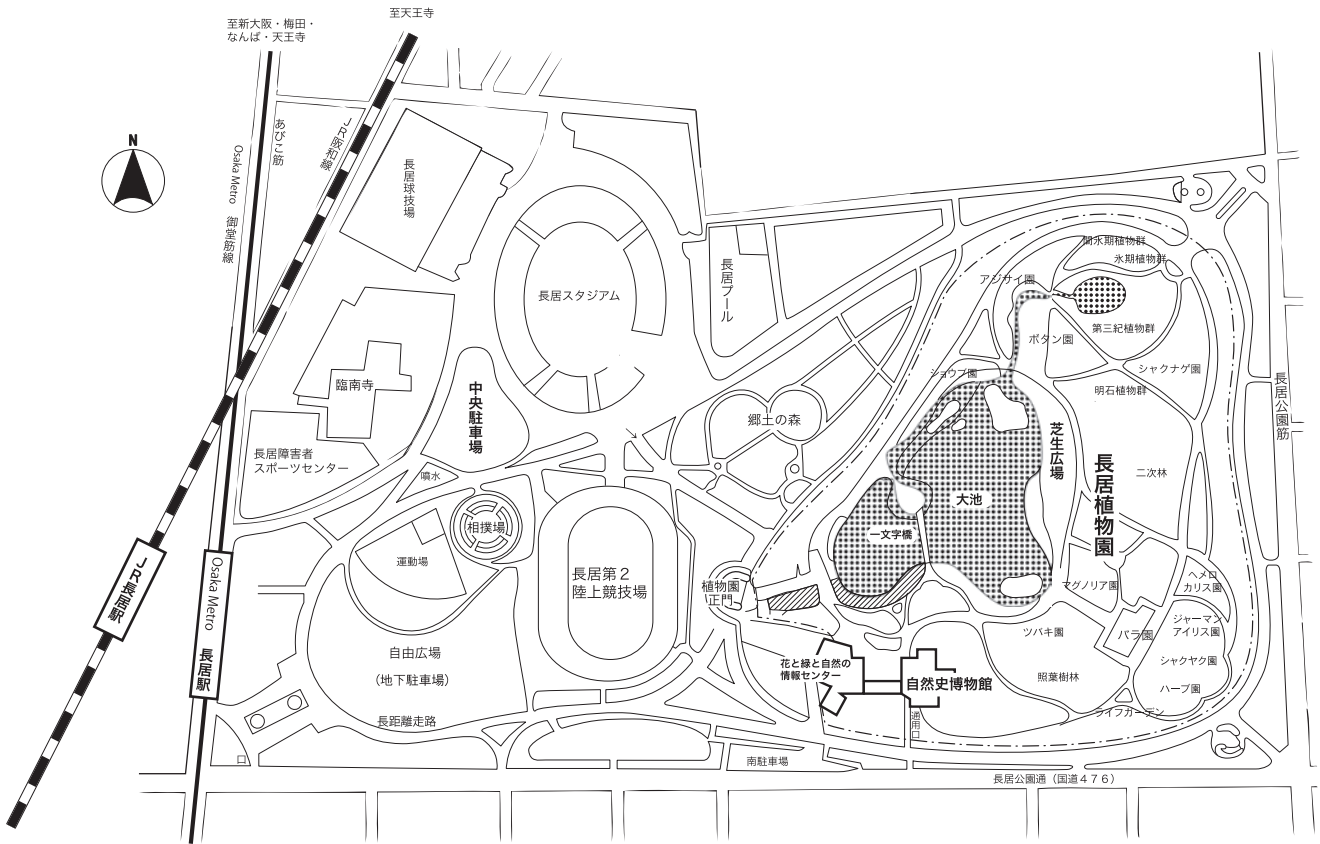 至新大阪・梅田・
なんば・天王寺
至天王寺
N
あびこ筋
JR阪和線
Osaka Metro 御堂筋線
長居球技場
長居スタジアム
長居プール
臨南寺
中央駐車場
長居障害者
スポーツセンター
噴水
相撲場
運動場
長居第2
陸上競技場
郷土の森
自由広場
(地下駐車場)
長距離走路
口
JR長居駅
Osaka Metro 長居駅
植物園
正門
間氷期植物群
氷期植物群
アジサイ園
第三紀植物群
ボタン園
シャクナゲ園
ショウブ園
明石植物群
芝生広場
長居植物園
二次林
大池
一文字橋
長居公園筋
マグノリア園
ヘメロ
カリス園
ツバキ園
バラ園
ジャーマン
アイリス園
シャクヤク園
ハーブ園
照葉樹林
ライフガーデン
花と緑と自然の
情報センター
自然史博物館
通用口
南駐車場
長居公園通(国道476)